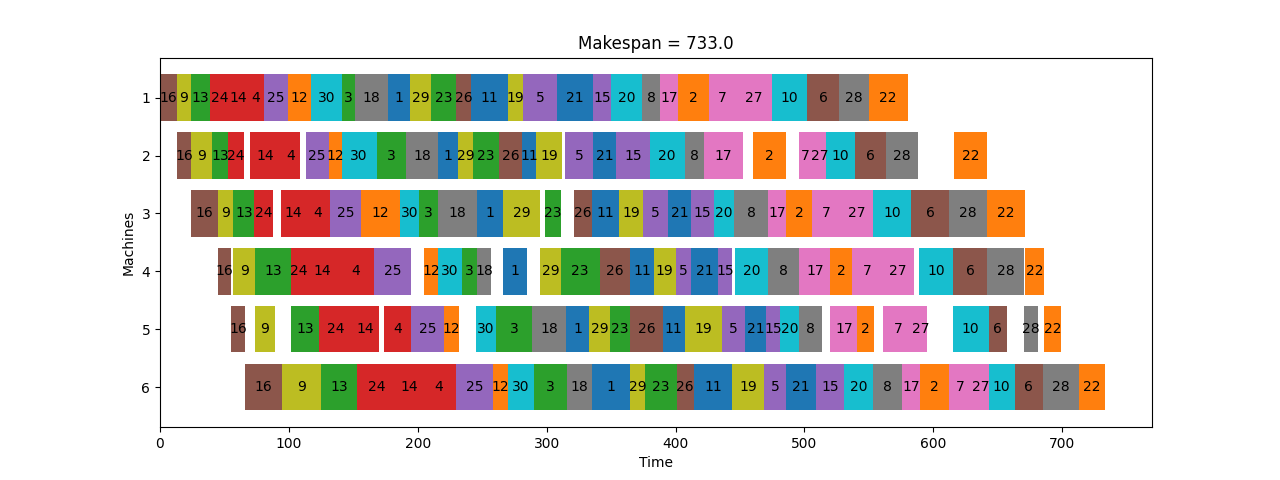 Makespan = 733.0
Machines
1 16 9 13 24 14 4 25 12 30 3 18 1 29 23 26 11 19 5 21 15 20 8 17 2 7 27 10 6 28 22
2 16 9 13 24 14 4 25 12 30 3 18 1 29 23 26 11 19 5 21 15 20 8 17 2 7 27 10 6 28 22
3 16 9 13 24 14 4 25 12 30 3 18 1 29 23 26 11 19 5 21 15 20 8 17 2 7 27 10 6 28 22
4 16 9 13 24 14 4 25 12 30 3 18 1 29 23 26 11 19 5 21 15 20 8 17 2 7 27 10 6 28 22
5 16 9 13 24 14 4 25 12 30 3 18 1 29 23 26 11 19 5 21 15 20 8 17 2 7 27 10 6 28 22
6 16 9 13 24 14 4 25 12 30 3 18 1 29 23 26 11 19 5 21 15 20 8 17 2 7 27 10 6 28 22
0 100 200 300 400 500 600 700
Time